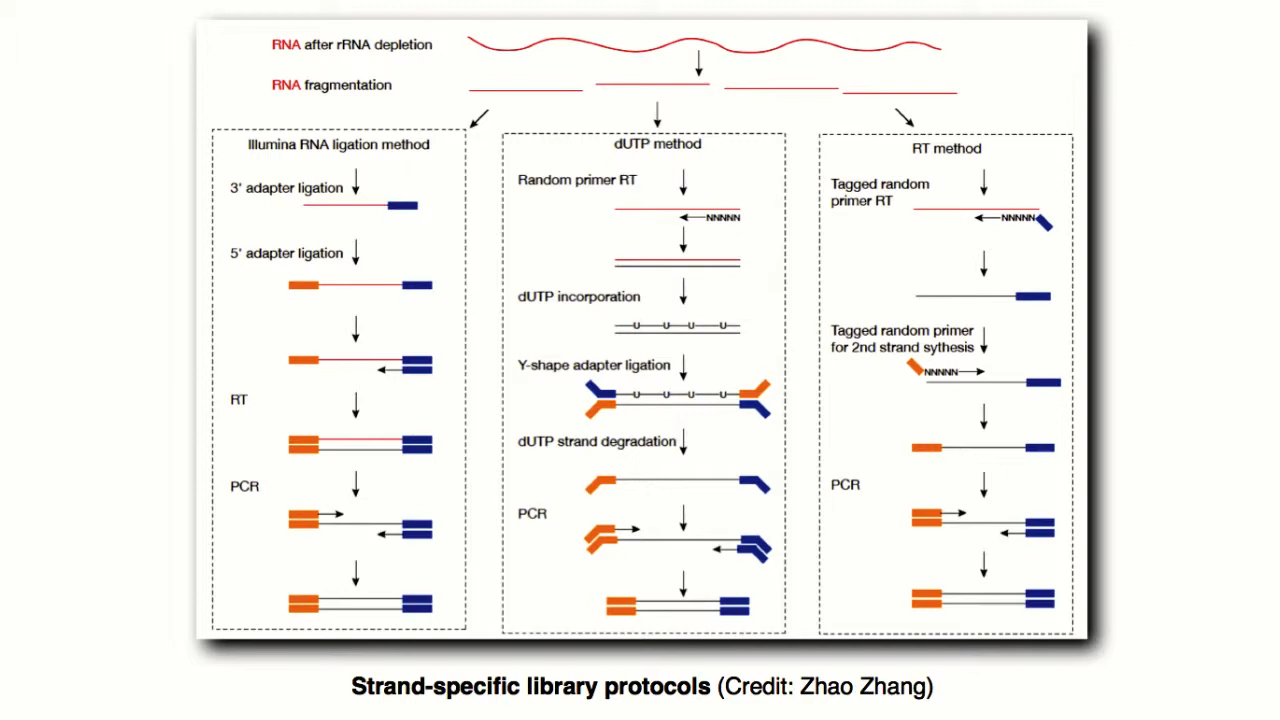 RNA after rRNA depletion
RNA fragmentation
Illumina RNA ligation method
3' adapter ligation
5' adapter ligation
RT
PCR
dUTP method
Random primer RT
NNNNN
dUTP incorporation
U U U U
Y-shape adapter ligation
U U U U
dUTP strand degradation
PCR
RT method
Tagged random
primer RT
NNNNN
Tagged random primer
for 2nd strand sythesis
NNNNN
PCR
Strand-specific library protocols (Credit: Zhao Zhang)